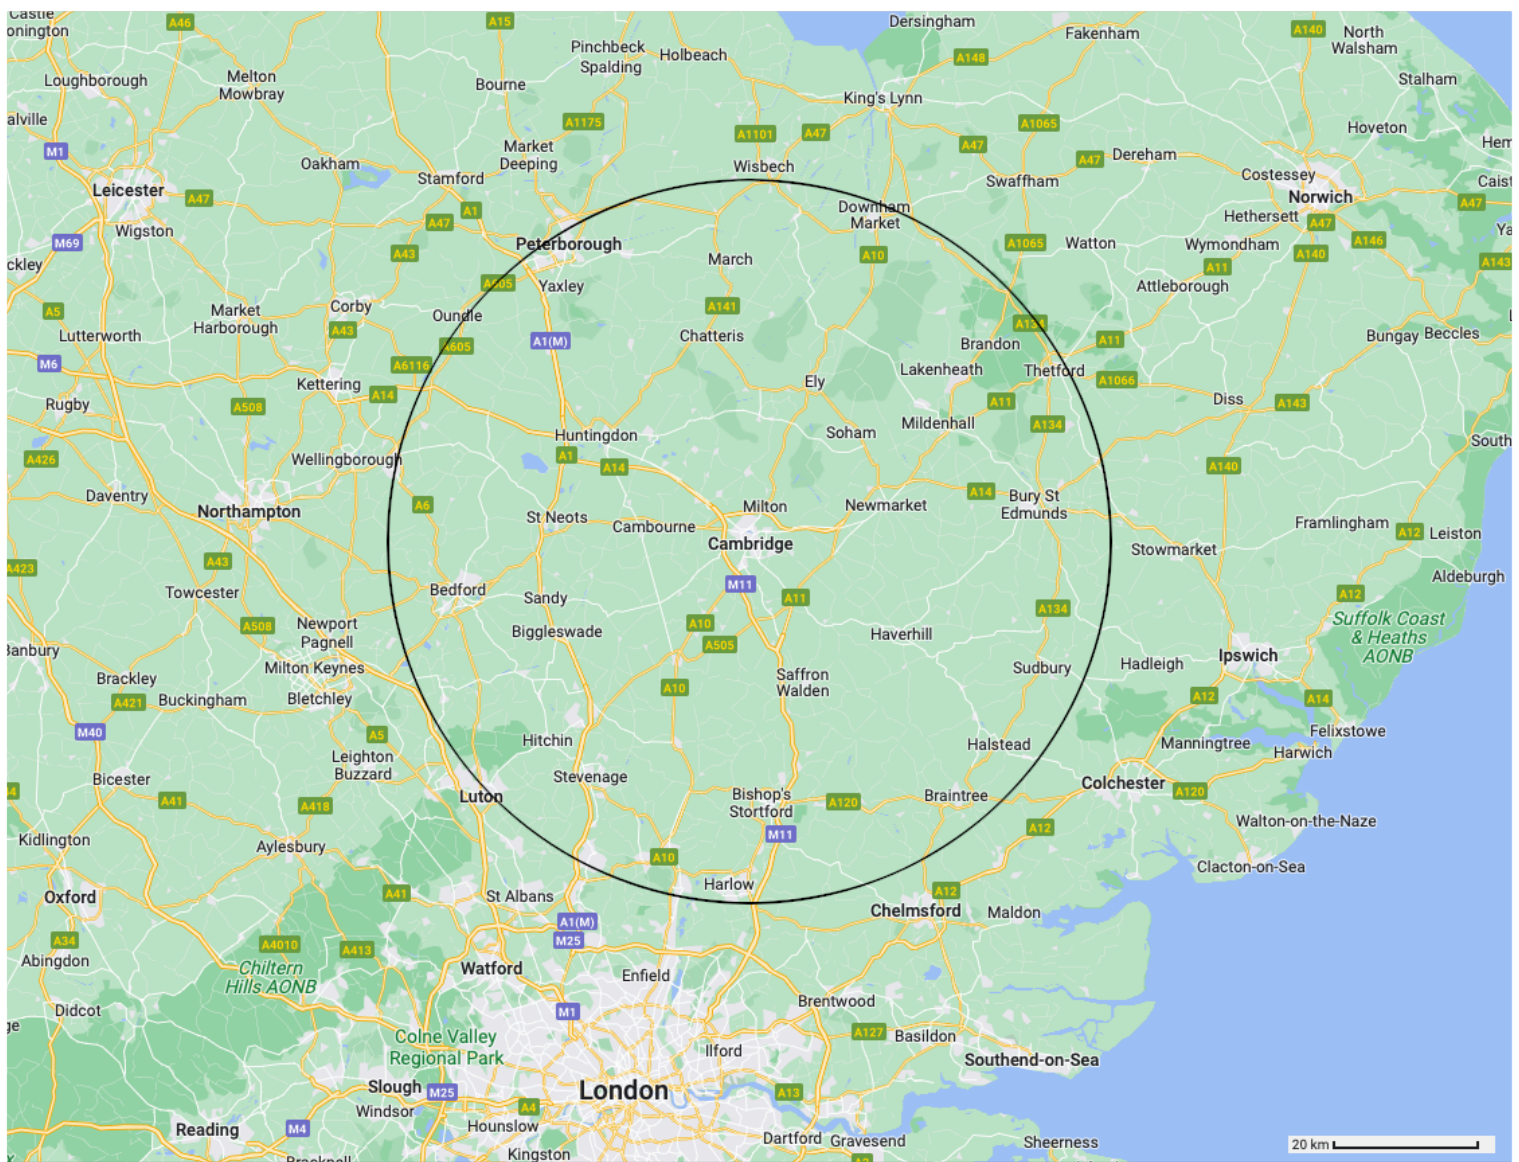 Castle
onington
A46
A15
Dersingham
Fakenham
A140
North
Walsham
Pinchbeck
Spalding
Holbeach
A148
Loughborough
Melton
Mowbray
Bourne
King's Lynn
Stalham
alville
A1175
A1101
A47
A1065
Hoveton
M1
Market
Deeping
A47
A47
Dereham
Hem
Oakham
Stamford
Wisbech
Swaffham
Costessey
Norwich
Caist
Leicester
A47
A1
A47
Downham
Market
Hethersett
A47
A47
Wigston
M69
Peterborough
A1065
Watton
Wymondham
A146
Ya
ckley
A43
March
A10
A11
A140
A143
A605
Yaxley
Attleborough
A5
Market
Harborough
Corby
A43
Oundle
A141
A134
Lutterworth
A605
A1(M)
Chatteris
Brandon
A11
Bungay
Beccles
M6
A6116
Lakenheath
Thetford
A1066
Kettering
A14
Ely
Rugby
A508
A11
Diss
A143
Huntingdon
Soham
Mildenhall
A134
South
A426
Wellingborough
A1
A14
A140
Daventry
Northampton
A6
St Neots
Milton
Newmarket
A14
Bury St
Edmunds
Cambourne
Framlingham
A12
Leiston
Cambridge
Stowmarket
A423
A43
M11
Aldeburgh
Towcester
Bedford
Sandy
A11
A134
A12
A508
Newport
Pagnell
Biggleswade
A10
A505
Haverhill
Suffolk Coast
& Heaths
AONB
Banbury
Milton Keynes
Bletchley
Saffron
Walden
Sudbury
Hadleigh
Ipswich
Brackley
A421
Buckingham
A10
A12
A14
M40
A5
Hitchin
Halstead
Manningtree
Felixstowe
Harwich
Leighton
Buzzard
Bicester
Stevenage
Colchester
A41
A418
Luton
Bishop's
Stortford
A120
Braintree
A120
Kidlington
Aylesbury
M11
A12
Walton-on-the-Naze
A10
Clacton-on-Sea
Oxford
A41
St Albans
Harlow
A12
Chelmsford
Maldon
A34
A4010
A413
A1(M)
M25
Abingdon
Chiltern
Hills AONB
Watford
Enfield
Didcot
M1
Brentwood
ge
Colne Valley
Regional Park
A127
Basildon
Ilford
Southend-on-Sea
Slough
M25
London
A13
Windsor
A4
Reading
M4
Hounslow
Dartford
Gravesend
Sheerness
20 km
Bracknell
Kingston